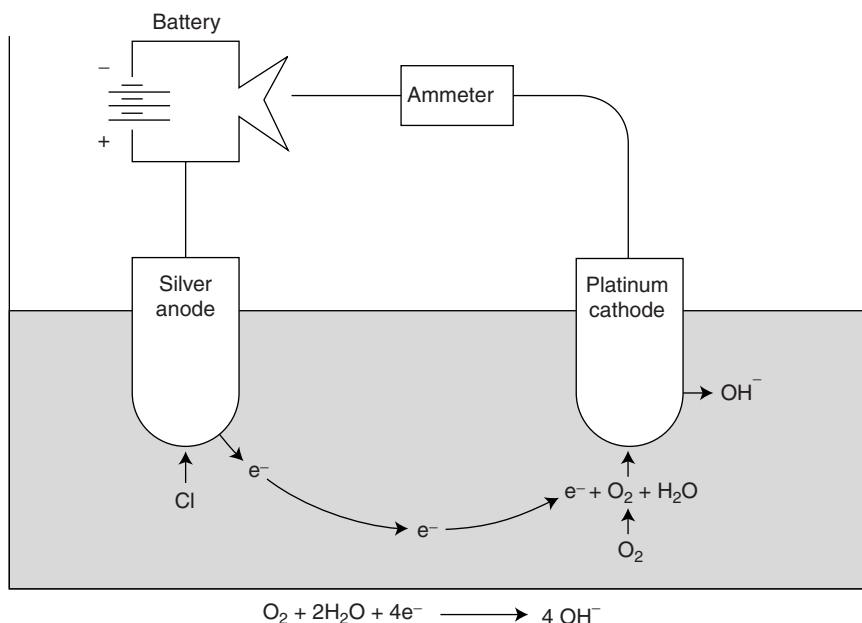 Battery
−
+
Ammeter
Silver
anode
Platinum
cathode
OH⁻
e⁻
Cl
e⁻ + O₂ + H₂O
e⁻
O₂
O₂ + 2H₂O + 4e⁻ ⟶ 4 OH⁻